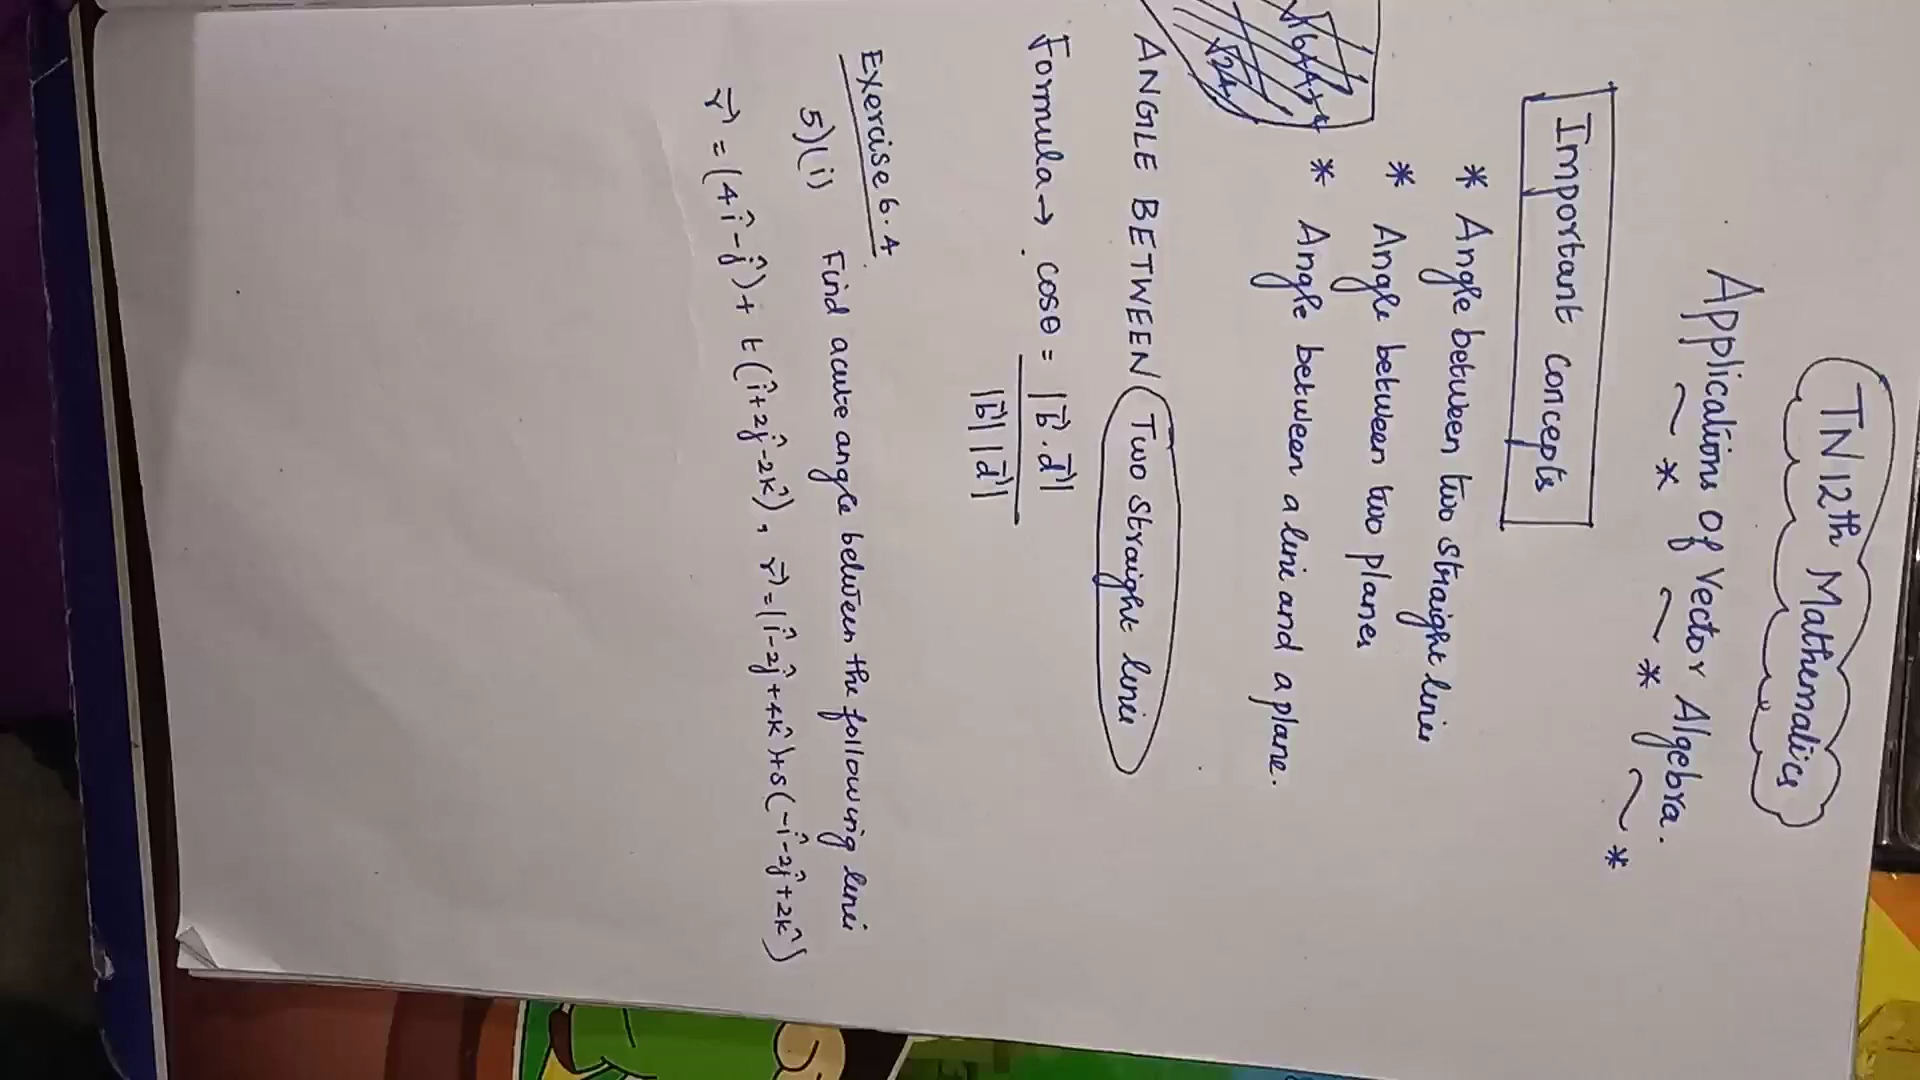 TN 12th Mathematics
Applications of Vector Algebra.
Important concepts
* Angle between two straight lines
* Angle between two planes
* Angle between a line and a plane.
ANGLE BETWEEN Two straight lines
Formula → cosθ = |b⃗ · d⃗| / |b⃗| |d⃗|
Exercise 6.4
5)(i) Find acute angle between the following lines
r⃗ = (4î - ĵ) + t(î + 2ĵ - 2k̂), r⃗ = (î - 2ĵ + 4k̂) + s(-î - 2ĵ + 2k̂)